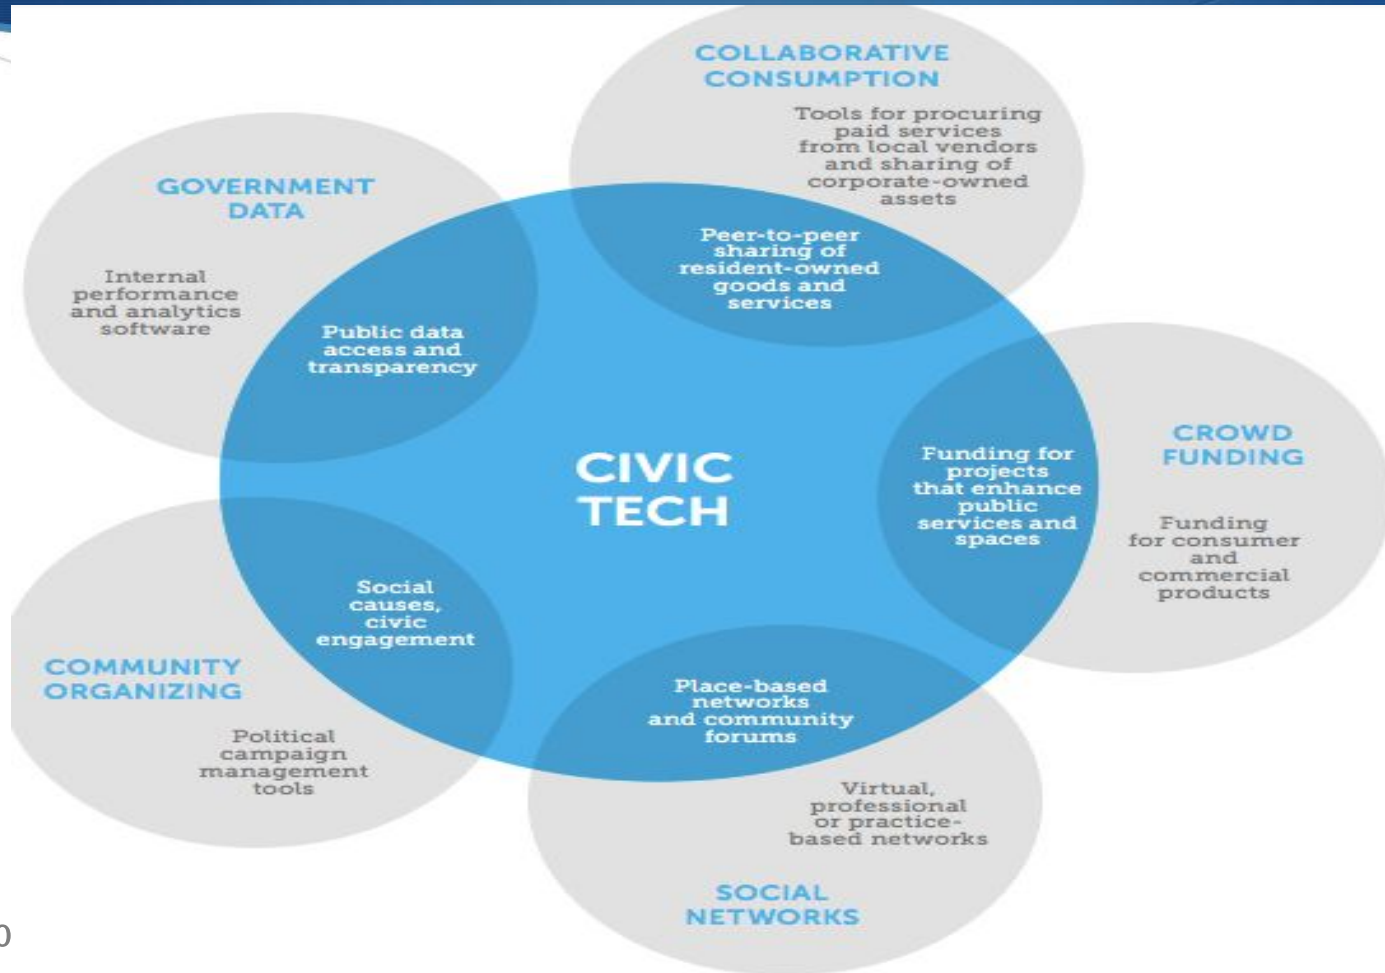 COLLABORATIVE
CONSUMPTION
Tools for procuring
paid services
from local vendors
and sharing of
corporate-owned
assets
GOVERNMENT
DATA
Internal
performance
and analytics
software
Peer-to-peer
sharing of
resident-owned
goods and
services
Public data
access and
transparency
CIVIC
TECH
Funding for
projects
that enhance
public
services and
spaces
CROWD
FUNDING
Funding
for consumer
and
commercial
products
Social
causes,
civic
engagement
COMMUNITY
ORGANIZING
Political
campaign
management
tools
Place-based
networks
and community
forums
Virtual,
professional
or practice-
based networks
SOCIAL
NETWORKS
0